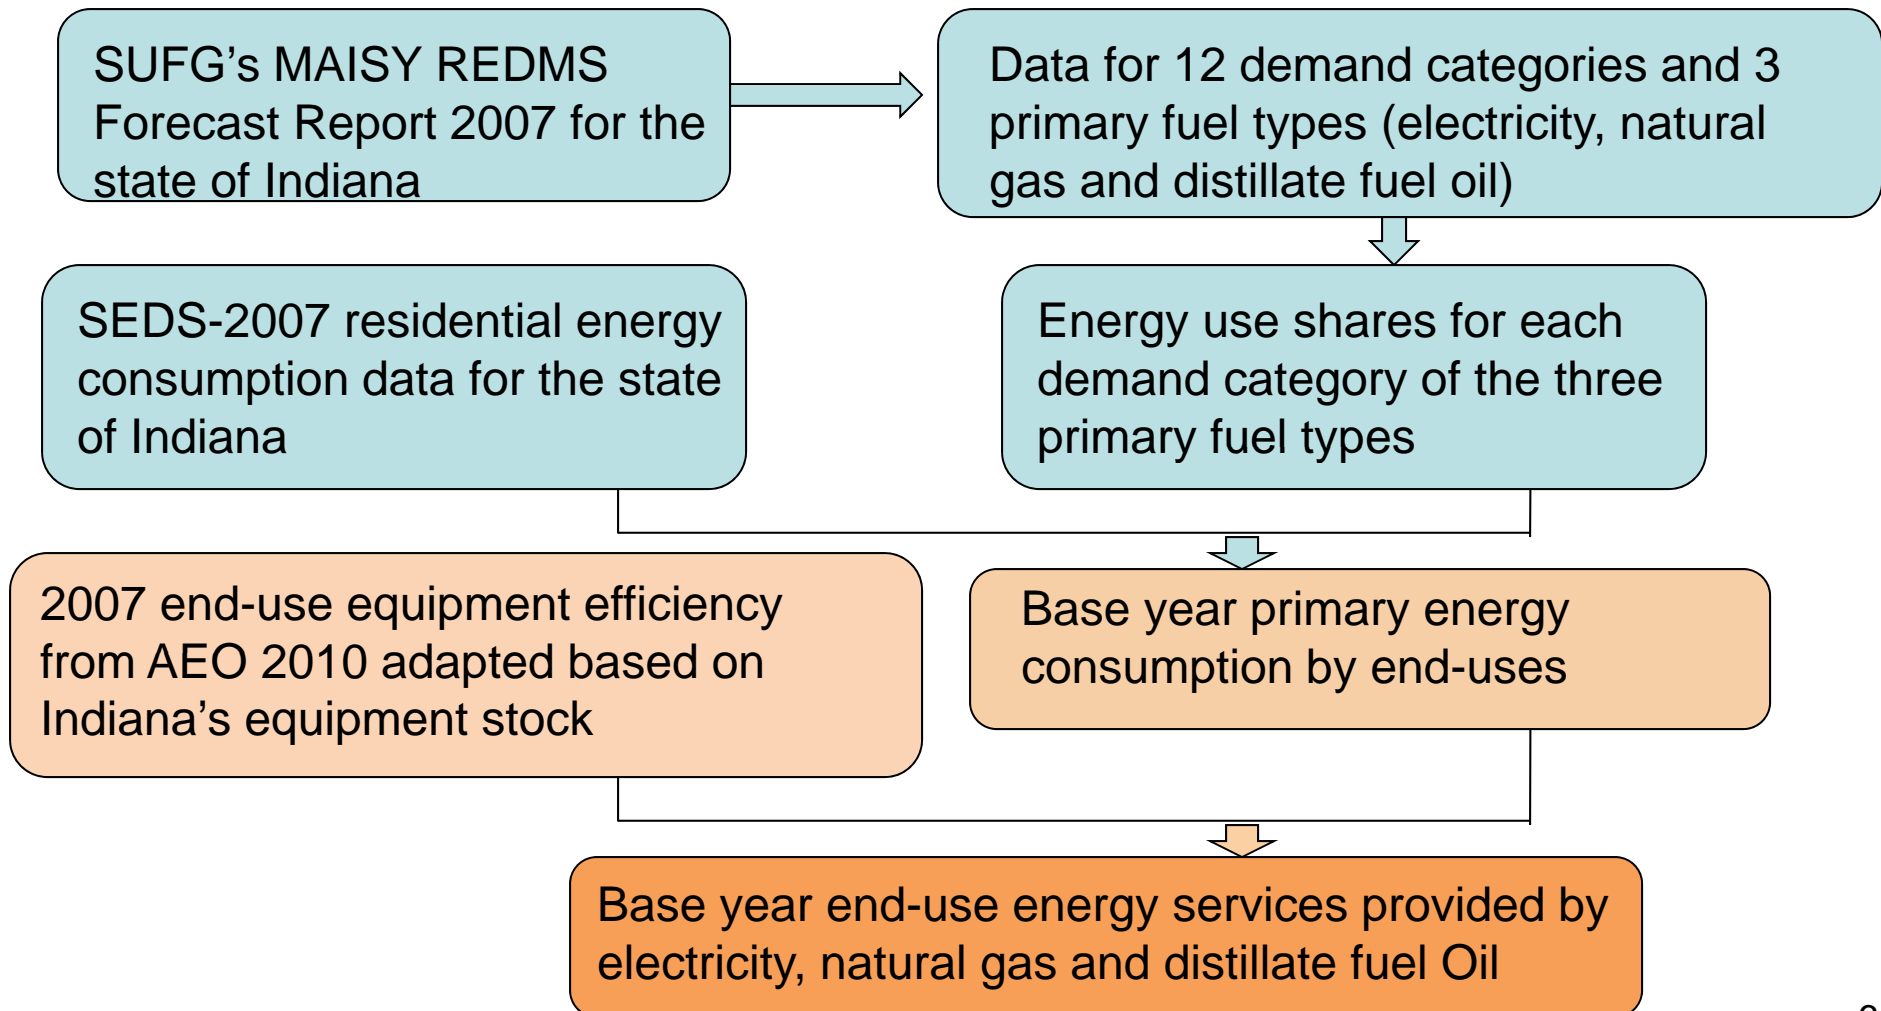 SUFG’s MAISY REDMS
Forecast Report 2007 for the
state of Indiana
Data for 12 demand categories and 3
primary fuel types (electricity, natural
gas and distillate fuel oil)
SEDS-2007 residential energy
consumption data for the state
of Indiana
Energy use shares for each
demand category of the three
primary fuel types
2007 end-use equipment efficiency
from AEO 2010 adapted based on
Indiana’s equipment stock
Base year primary energy
consumption by end-uses
Base year end-use energy services provided by
electricity, natural gas and distillate fuel Oil